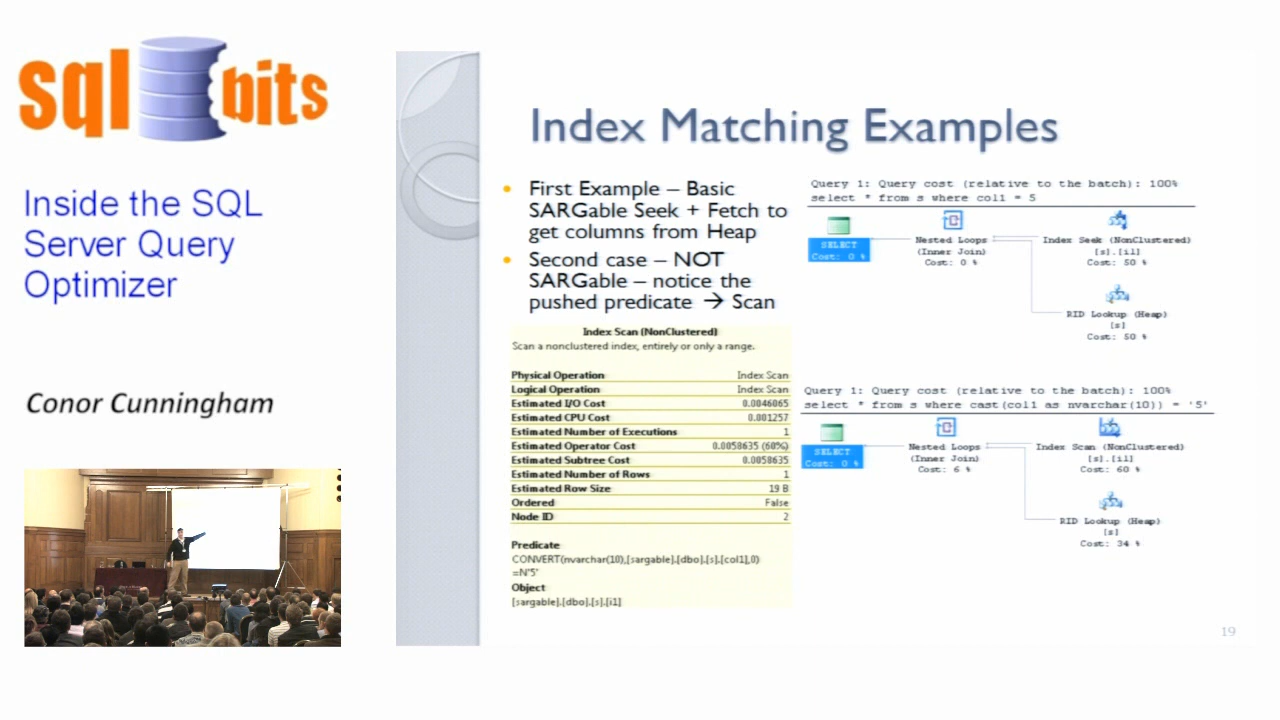 sql bits
Inside the SQL
Server Query
Optimizer
Conor Cunningham
Index Matching Examples
• First Example – Basic
SARGable Seek + Fetch to
get columns from Heap
• Second case – NOT
SARGable – notice the
pushed predicate → Scan
Index Scan (NonClustered)
Scan a nonclustered index, entirely or only a range.
Physical Operation Index Scan
Logical Operation Index Scan
Estimated I/O Cost 0.0046065
Estimated CPU Cost 0.001257
Estimated Number of Executions 1
Estimated Operator Cost 0.0058635 (60%)
Estimated Subtree Cost 0.0058635
Estimated Number of Rows 1
Estimated Row Size 19 B
Ordered False
Node ID 2
Predicate
CONVERT(nvarchar(10),[sargable].[dbo].[s].[col1],0)
=N'5'
Object
[sargable].[dbo].[s].[i1]
Query 1: Query cost (relative to the batch): 100%
select * from s where col1 = 5
SELECT
Cost: 0 %
Nested Loops
(Inner Join)
Cost: 0 %
Index Seek (NonClustered)
[s].[i1]
Cost: 50 %
RID Lookup (Heap)
[s]
Cost: 50 %
Query 1: Query cost (relative to the batch): 100%
select * from s where cast(col1 as nvarchar(10)) = '5'
SELECT
Cost: 0 %
Nested Loops
(Inner Join)
Cost: 6 %
Index Scan (NonClustered)
[s].[i1]
Cost: 60 %
RID Lookup (Heap)
[s]
Cost: 34 %
19